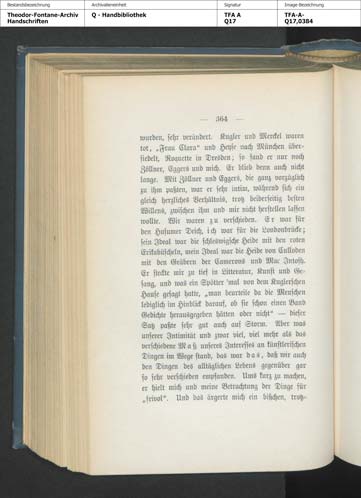 Bestandsbezeichnung
Theodor-Fontane-Archiv
Handschriften
Archivalieneinheit
Q - Handbibliothek
Signatur
TFA A
Q17
Image Bezeichnung
TFA-A-
Q17,0384
— 364 —
wurden, sehr verändert. Kugler und Merckel waren
tot, „Frau Clara“ und Heyse nach München über-
siedelt, Roquette in Dresden; so fand er nur noch
Zöllner, Eggers und mich. Er blieb denn auch nicht
lange. Mit Zöllner und Eggers, die ganz vorzüglich
zu ihm paßten, war er sehr intim, während sich ein
gleich herzliches Verhältnis, trotz beiderseitig besten
Willens, zwischen ihm und mir nicht herstellen lassen
wollte. Wir waren zu verschieden. Er war für
den Husumer Deich, ich war für die Londonbrücke;
sein Ideal war die schleswigsche Heide mit den roten
Erikabüscheln, mein Ideal war die Heide von Culloden
mit den Gräbern der Camerons und Mac Intosh.
Er steckte mir zu tief in Litteratur, Kunst und Ge-
sang, und was ein Spötter 'mal von dem Kuglerschen
Hause gesagt hatte, „man beurteile da die Menschen
lediglich im Hinblick darauf, ob sie schon einen Band
Gedichte herausgegeben hätten oder nicht“ — dieser
Satz paßte sehr gut auch auf Storm. Aber was
unserer Intimität und zwar viel, viel mehr als das
verschiedene Maß unseres Interesses an künstlerischen
Dingen im Wege stand, das war das, daß wir auch
den Dingen des alltäglichen Lebens gegenüber gar
so sehr verschieden empfanden. Ums kurz zu machen,
er hielt mich und meine Betrachtung der Dinge für
„frivol“. Und das ärgerte mich ein bißchen, trotz-